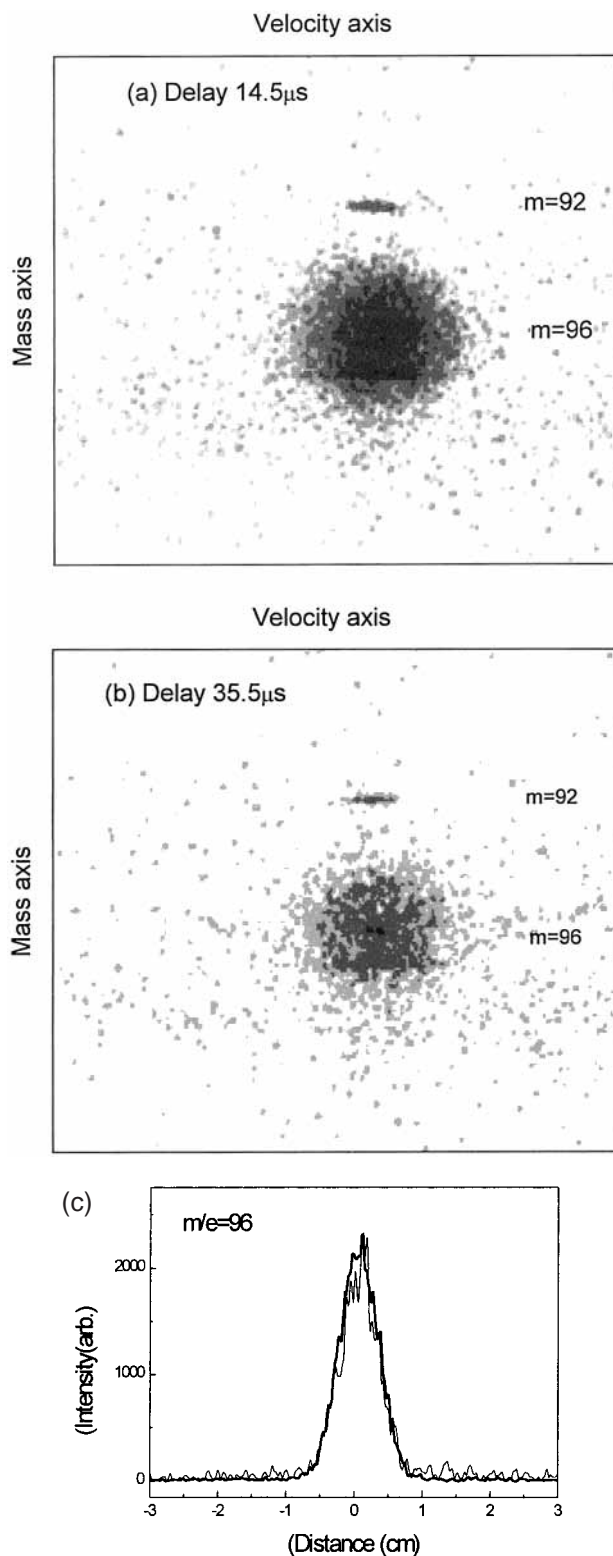 Velocity axis
(a) Delay 14.5μs
m=92
Mass axis
m=96
Velocity axis
(b) Delay 35.5μs
m=92
Mass axis
m=96
(c)
m/e=96
2000
(Intensity(arb.)
1000
0
-3 -2 -1 0 1 2 3
(Distance (cm)